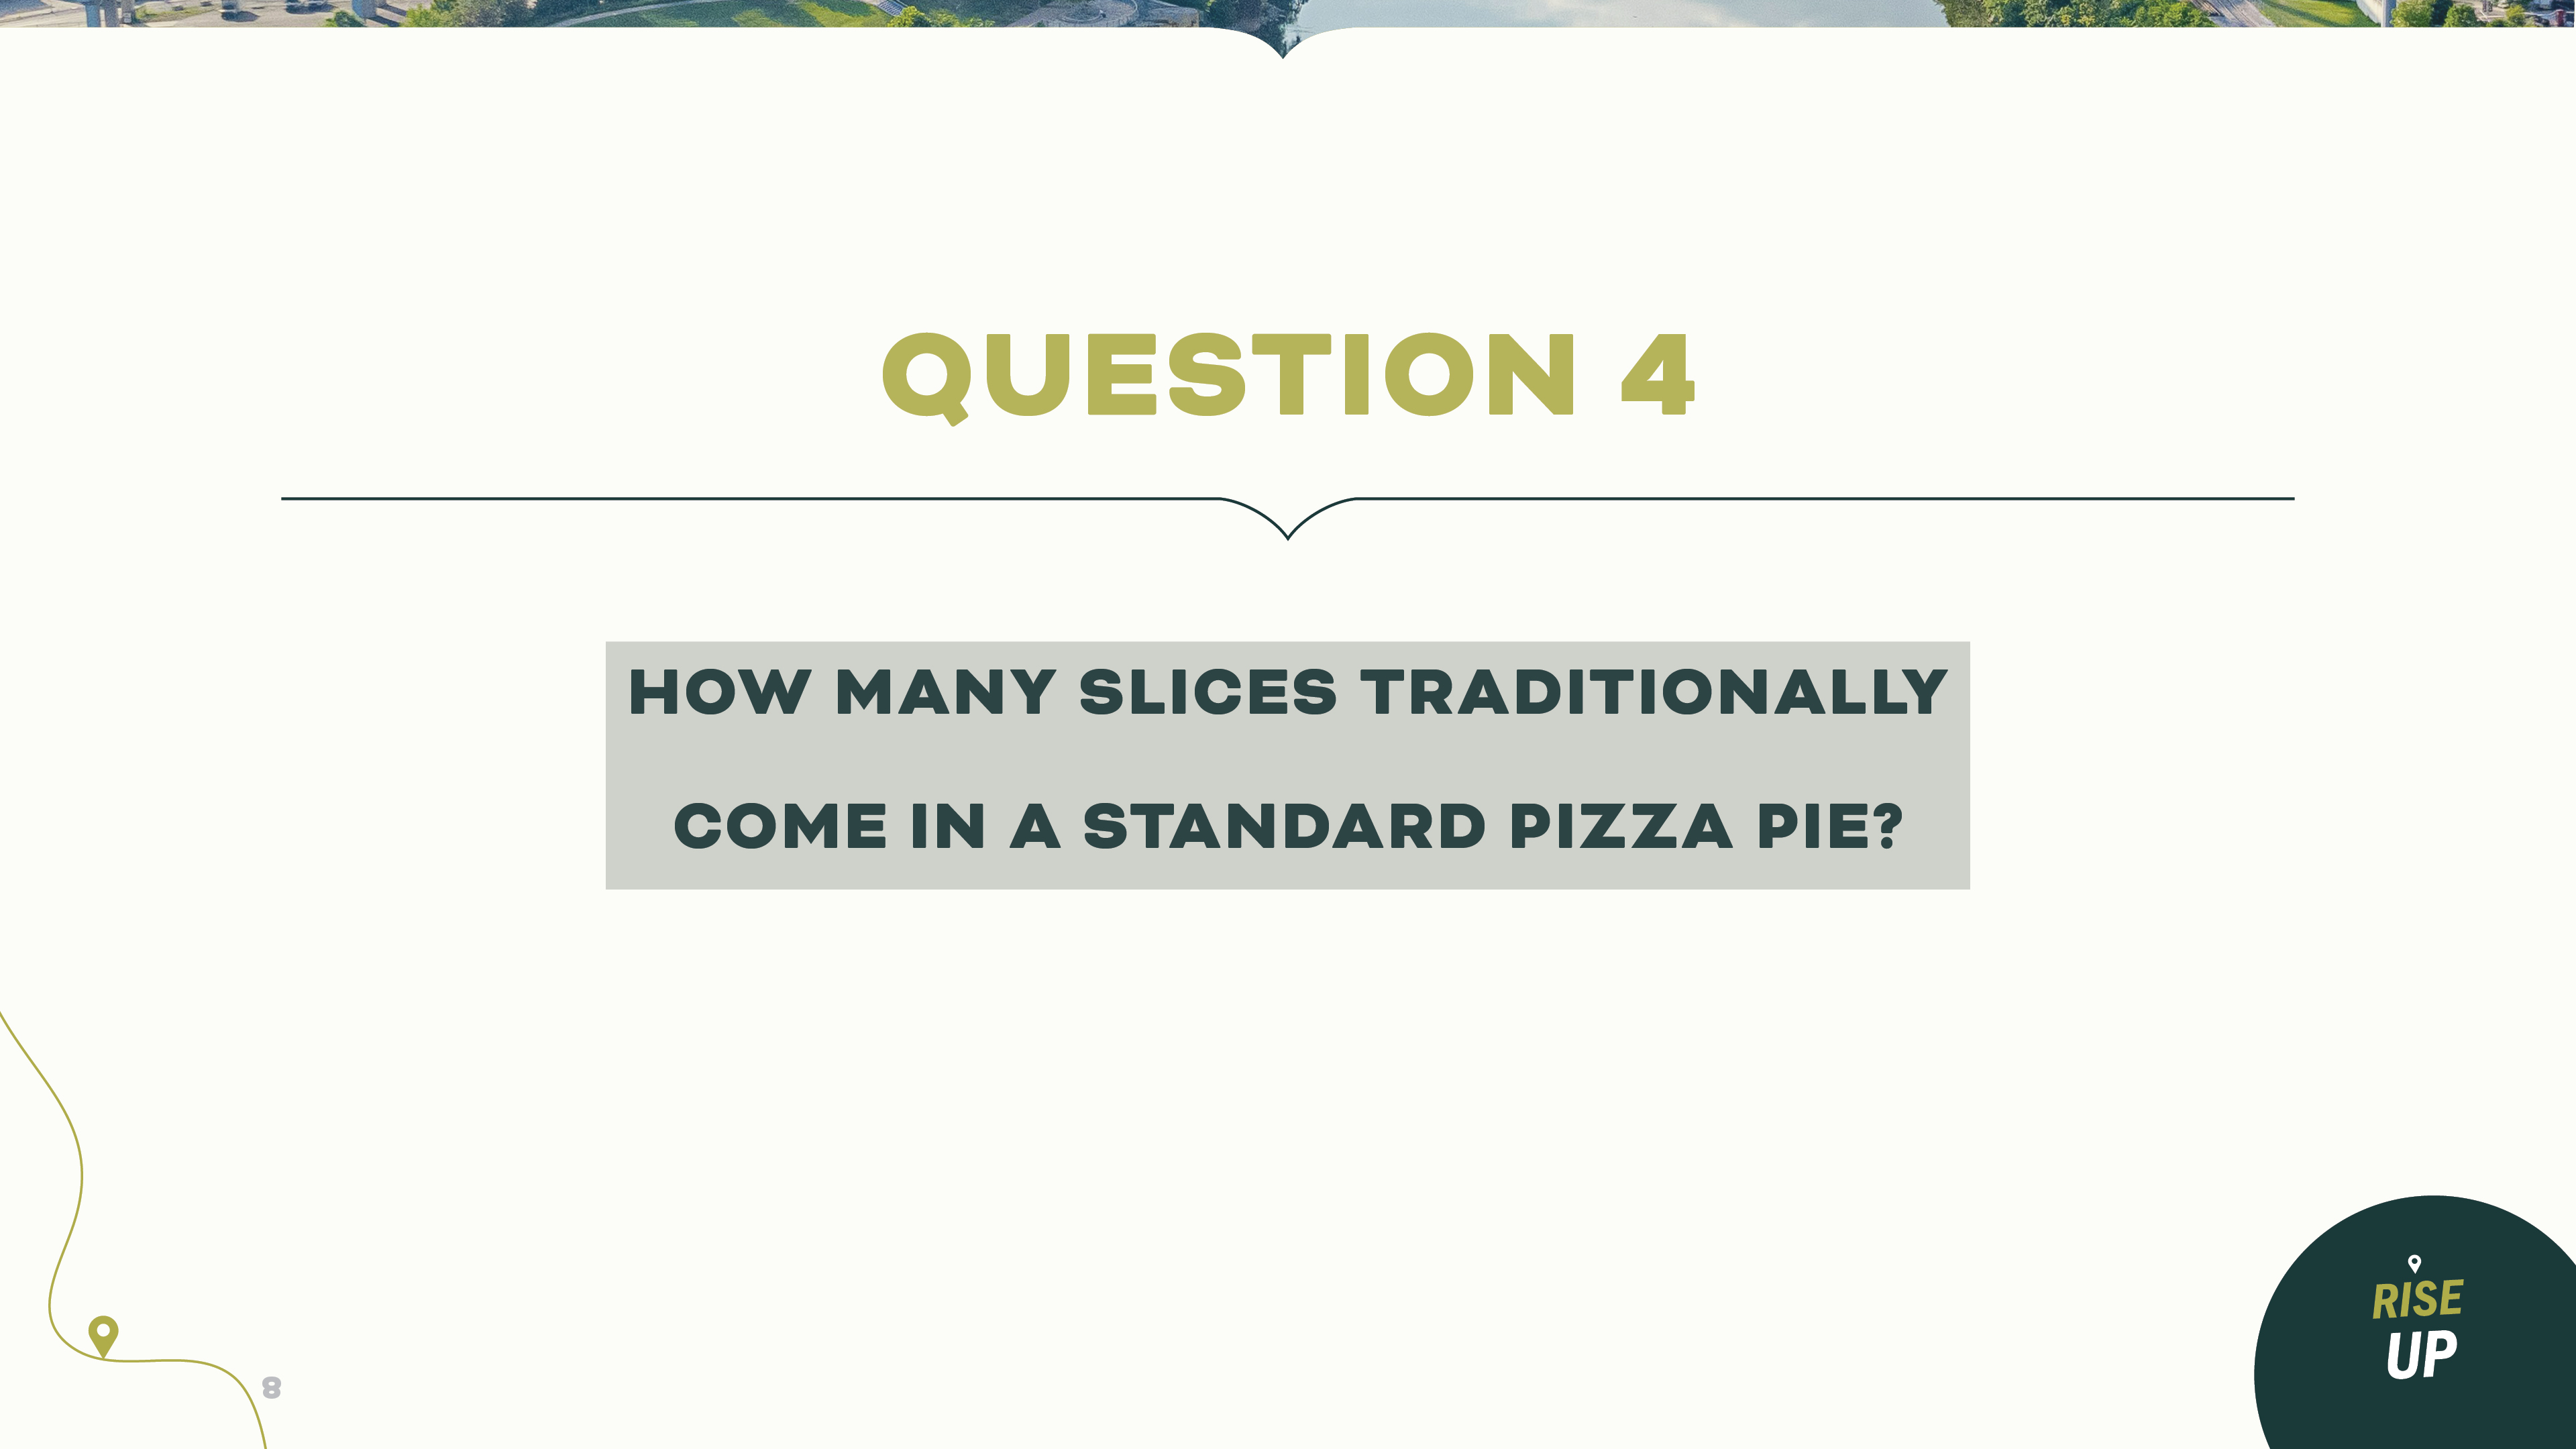 QUESTION 4
HOW MANY SLICES TRADITIONALLY
COME IN A STANDARD PIZZA PIE?
8
RISE
UP